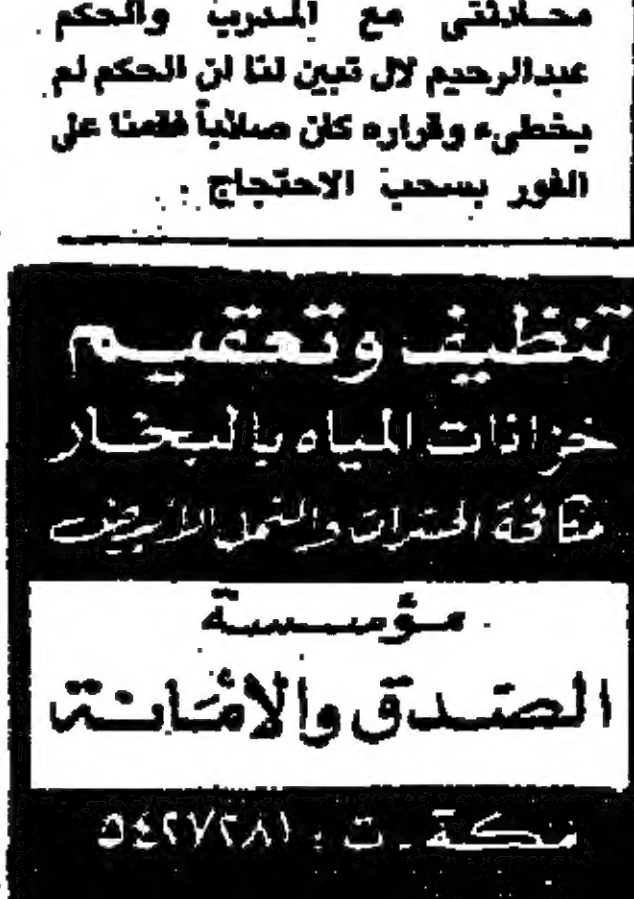 محادثتي مع المدرب والحكم
عبدالرحيم لال تبين لنا ان الحكم لم
يخطىء وقراره كان صائباً فقمنا على
الفور بسحب الاحتجاج .
تنظيف وتعقيم
خزانات المياه بالبخار
مكافحة الحشرات والنمل الأبيض
مؤسسة
الصدق والأمانة
مكة . ت : ٥٤٢٧٢٨١